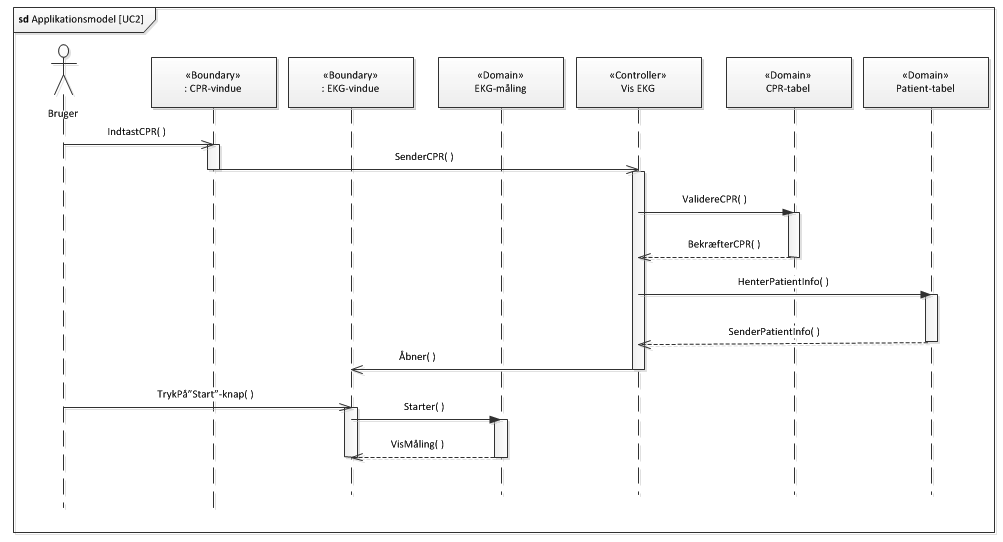 sd Applikationsmodel [UC2]
Bruger
«Boundary»
: CPR-vindue
«Boundary»
: EKG-vindue
«Domain»
EKG-måling
«Controller»
Vis EKG
«Domain»
CPR-tabel
«Domain»
Patient-tabel
IndtastCPR( )
SenderCPR( )
ValidereCPR( )
BekræfterCPR( )
HenterPatientInfo( )
SenderPatientInfo( )
Åbner( )
TrykPå"Start"-knap( )
Starter( )
VisMåling( )